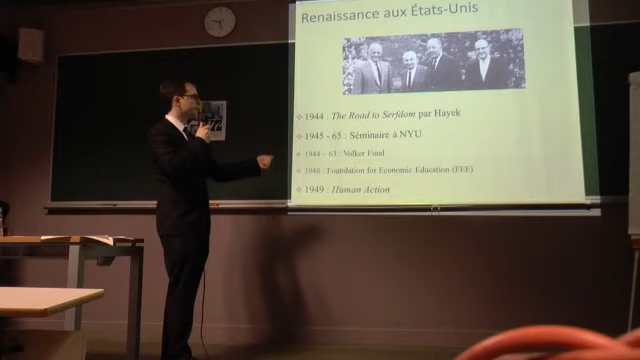 Renaissance aux États-Unis
❖ 1944 : The Road to Serfdom par Hayek
❖ 1945 - 65 : Séminaire à NYU
❖ 1944 - 63 : Volker Fund
❖ 1946 : Foundation for Economic Education (FEE)
❖ 1949 : Human Action